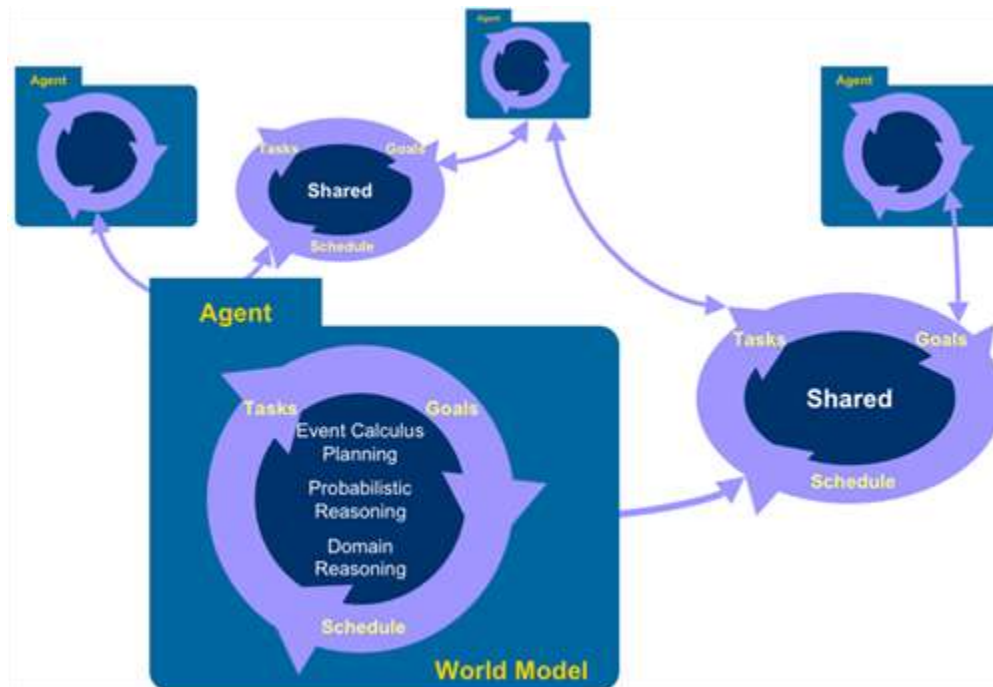 Agent
Agent
Agent
Tasks
Goals
Shared
Schedule
Agent
Tasks
Goals
Event Calculus
Planning
Probabilistic
Reasoning
Domain
Reasoning
Schedule
World Model
Tasks
Goals
Shared
Schedule